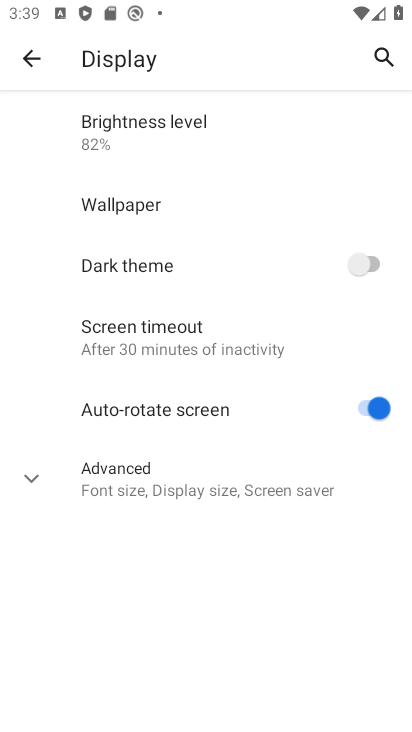 3:39
Display
Brightness level
82%
Wallpaper
Dark theme
Screen timeout
After 30 minutes of inactivity
Auto-rotate screen
Advanced
Font size, Display size, Screen saver